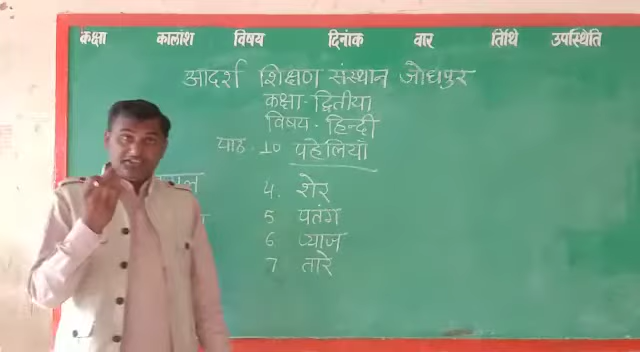 कक्षा कालांश विषय दिनांक वार तिथि उपस्थिति
आदर्श शिक्षण संस्थान जोधपुर
कक्षा - द्वितीया
विषय - हिन्दी
पाठ - 10 पहेलियाँ
4. शेर
5 पतंग
6 प्याज
7 तारे